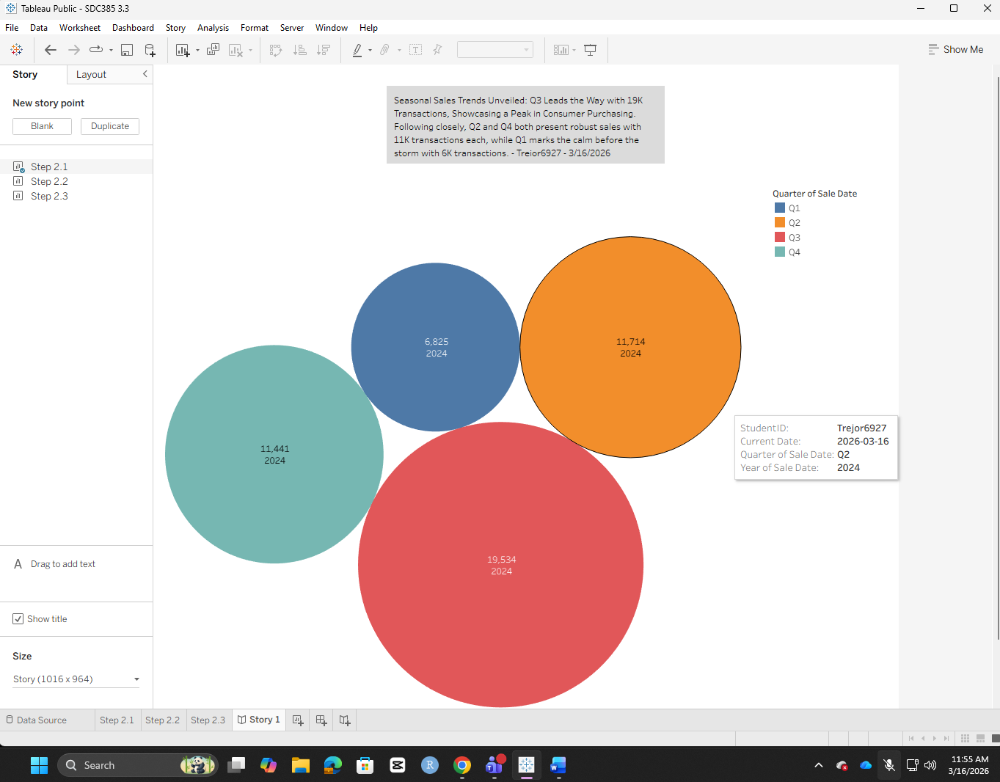 Tableau Public - SDC385 3.3
File Data Worksheet Dashboard Story Analysis Format Server Window Help
Show Me
Story Layout
New story point
Blank Duplicate
Step 2.1
Step 2.2
Step 2.3
Drag to add text
Show title
Size
Story (1016 x 964)
Seasonal Sales Trends Unveiled: Q3 Leads the Way with 19K
Transactions, Showcasing a Peak in Consumer Purchasing.
Following closely, Q2 and Q4 both present robust sales with
11K transactions each, while Q1 marks the calm before the
storm with 6K transactions. - Treior6927 - 3/16/2026
Quarter of Sale Date
Q1
Q2
Q3
Q4
6,825
2024
11,714
2024
11,441
2024
19,534
2024
StudentID: Trejor6927
Current Date: 2026-03-16
Quarter of Sale Date: Q2
Year of Sale Date: 2024
Data Source Step 2.1 Step 2.2 Step 2.3 Story 1
Search
11:55 AM
3/16/2026